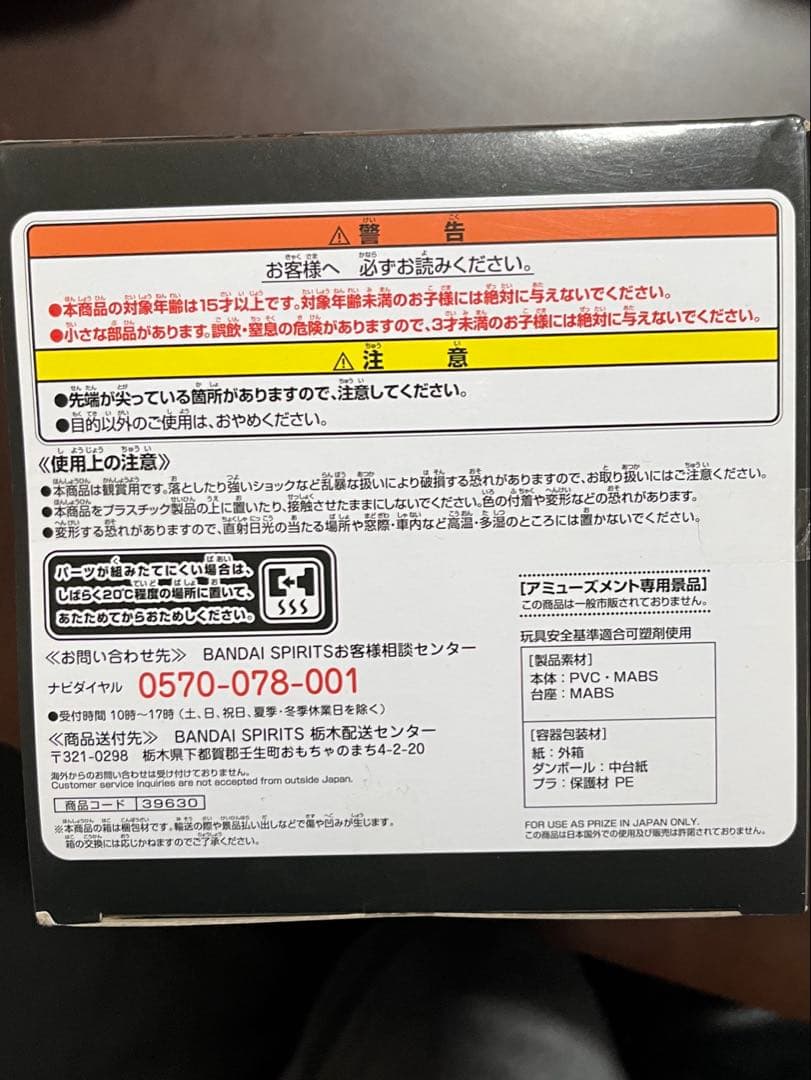 ⚠警告
お客様へ 必ずお読みください。
●本商品の対象年齢は15才以上です。対象年齢未満のお子様には絶対に与えないでください。
●小さな部品があります。誤飲・窒息の危険がありますので、3才未満のお子様には絶対に与えないでください。
⚠注意
●先端が尖っている箇所がありますので、注意してください。
●目的以外のご使用は、おやめください。
《使用上の注意》
●本商品は観賞用です。落としたり強いショックなど乱暴な扱いにより破損する恐れがありますので、お取り扱いにはご注意ください。
●本商品をプラスチック製品の上に置いたり、接触させたままにしないでください。色の付着や変形などの恐れがあります。
●変形する恐れがありますので、直射日光の当たる場所や窓際・車内など高温・多湿のところには置かないでください。
パーツが組みたてにくい場合は、
しばらく20℃程度の場所に置いて、
あたためてからおためしください。
≪お問い合わせ先≫ BANDAI SPIRITSお客様相談センター
ナビダイヤル 0570-078-001
●受付時間 10時〜17時(土、日、祝日、夏季・冬季休業日を除く)
≪商品送付先≫ BANDAI SPIRITS 栃木配送センター
〒321-0298 栃木県下都賀郡壬生町おもちゃのまち4-2-20
海外からのお問い合わせは受け付けておりません。
Customer service inquiries are not accepted from outside Japan.
商品コード 39630
※本商品の箱は梱包材です。輸送の際や景品払い出しなどで傷や凹みが生じます。
箱の交換には応じかねますのでご了承ください。
[アミューズメント専用景品]
この商品は一般市販されておりません。
玩具安全基準適合可塑剤使用
[製品素材]
本体:PVC・MABS
台座:MABS
[容器包装材]
紙:外箱
ダンボール:中台紙
プラ:保護材 PE
FOR USE AS PRIZE IN JAPAN ONLY.
この商品は日本国外での使用及び販売は許諾されておりません。